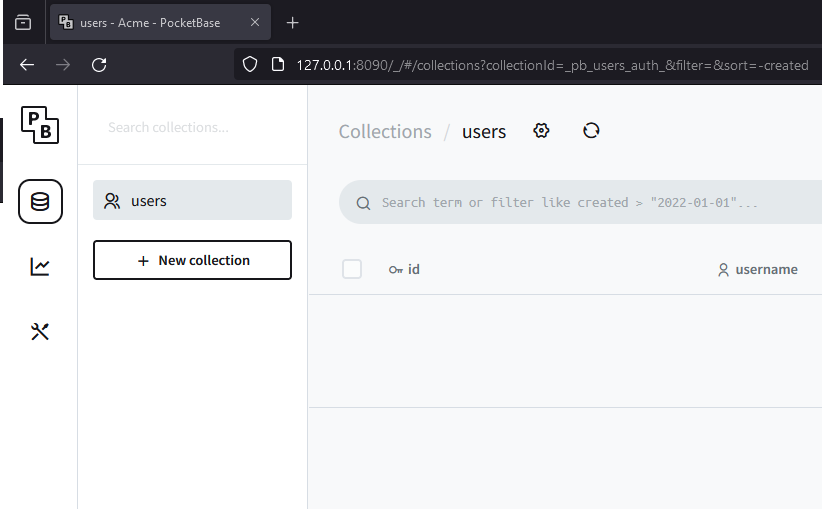 users - Acme - PocketBase
127.0.0.1:8090/_/#/collections?collectionId=_pb_users_auth_&filter=&sort=-created
PB
Search collections...
users
New collection
Collections / users
Search term or filter like created > "2022-01-01"...
id username